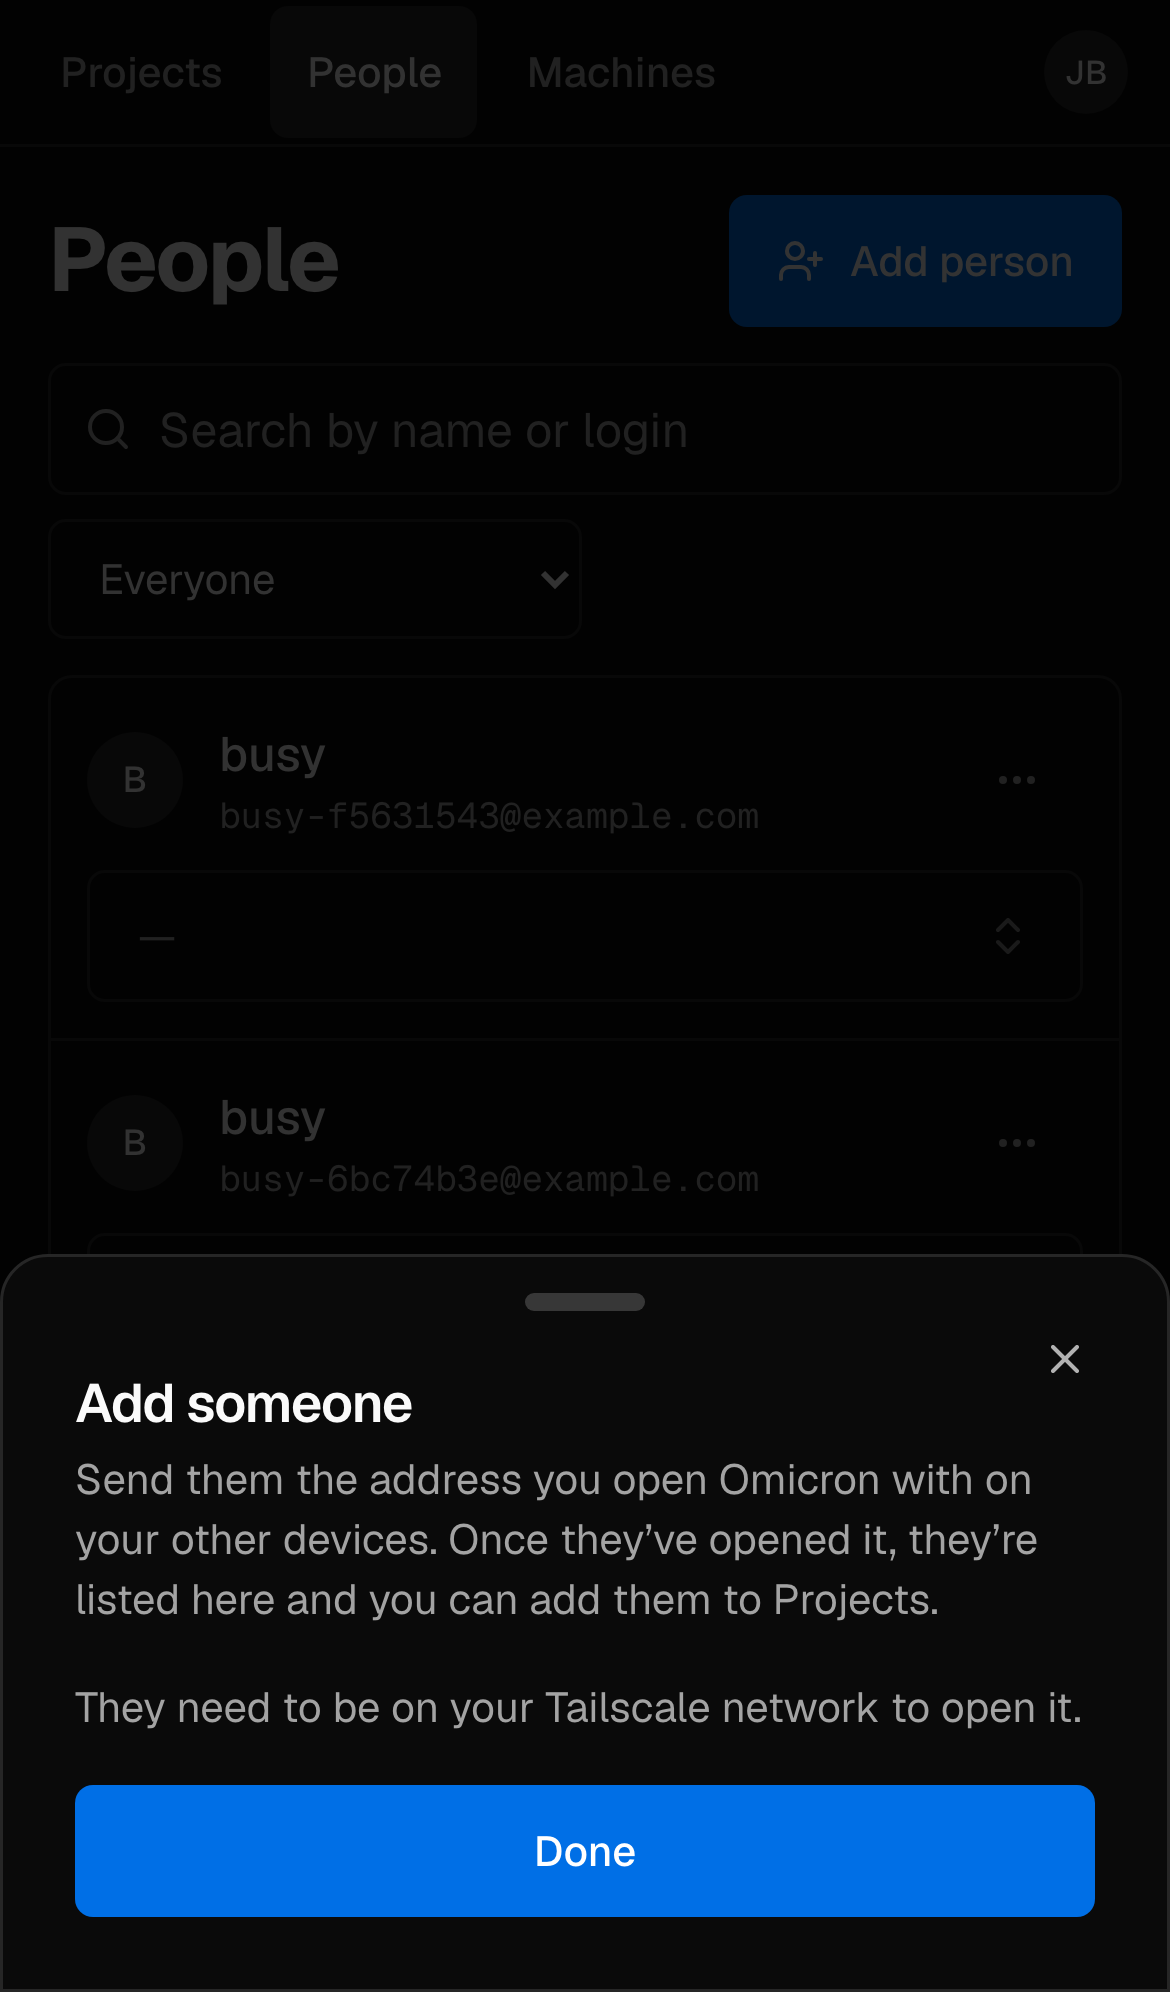 Projects
People
Machines
JB
People
Add person
Search by name or login
Everyone
B
busy
busy-f5631543@example.com
—
B
busy
busy-6bc74b3e@example.com
Add someone
Send them the address you open Omicron with on
your other devices. Once they’ve opened it, they’re
listed here and you can add them to Projects.
They need to be on your Tailscale network to open it.
Done